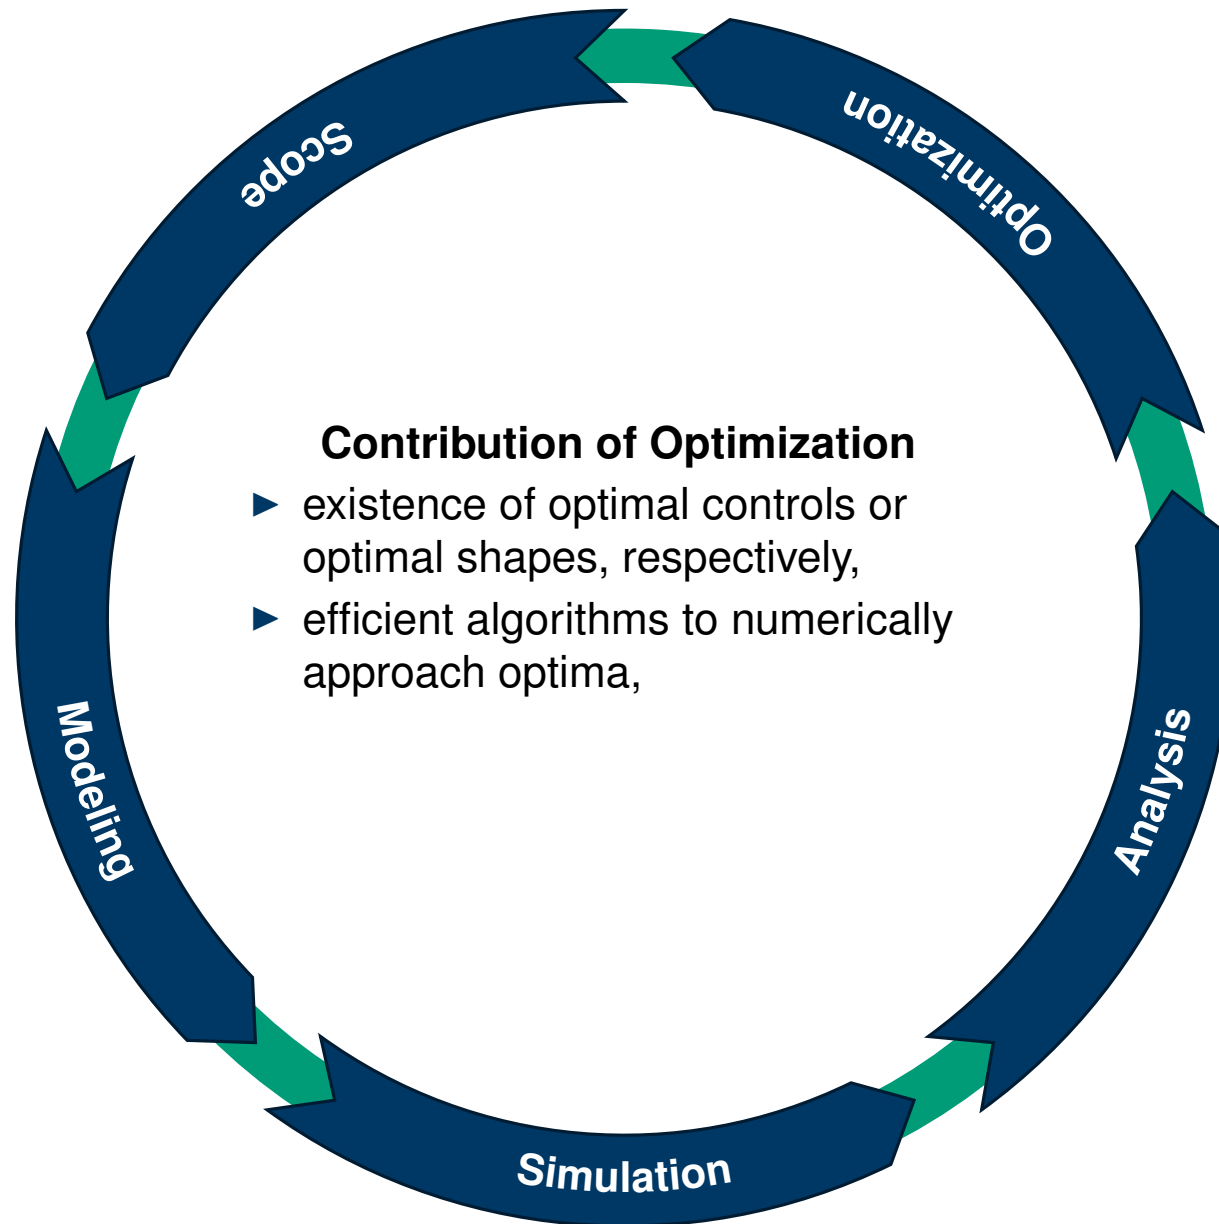 Scope
Optimization
Contribution of Optimization
existence of optimal controls or
optimal shapes, respectively,
efficient algorithms to numerically
approach optima,
Modeling
Analysis
Simulation